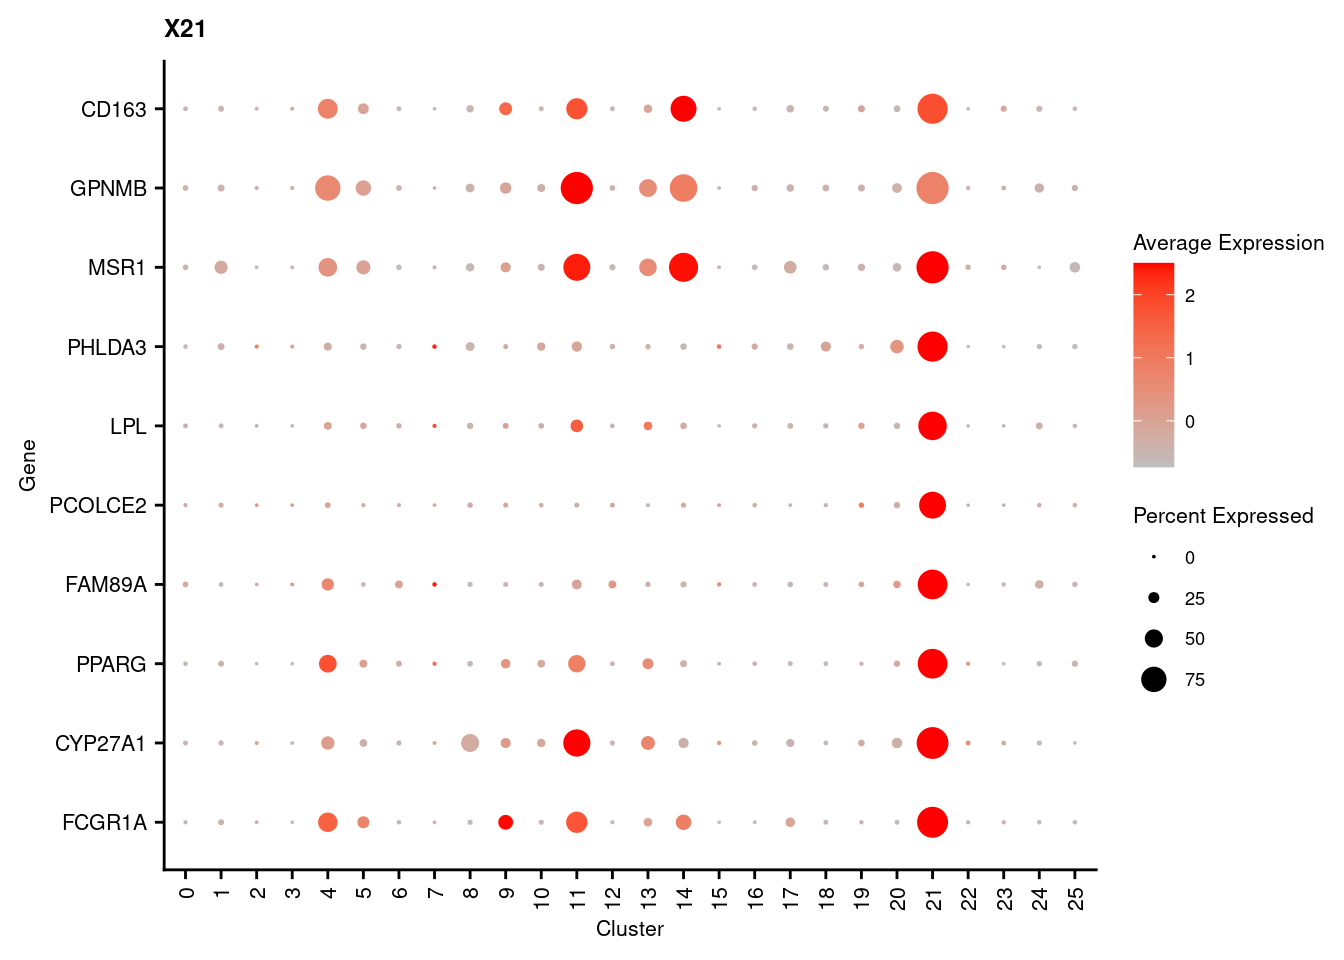 X21
CD163
GPNMB
MSR1
PHLDA3
LPL
PCOLCE2
FAM89A
PPARG
CYP27A1
FCGR1A
Gene
0 1 2 3 4 5 6 7 8 9 10 11 12 13 14 15 16 17 18 19 20 21 22 23 24 25
Cluster
Average Expression
2
1
0
Percent Expressed
0
25
50
75